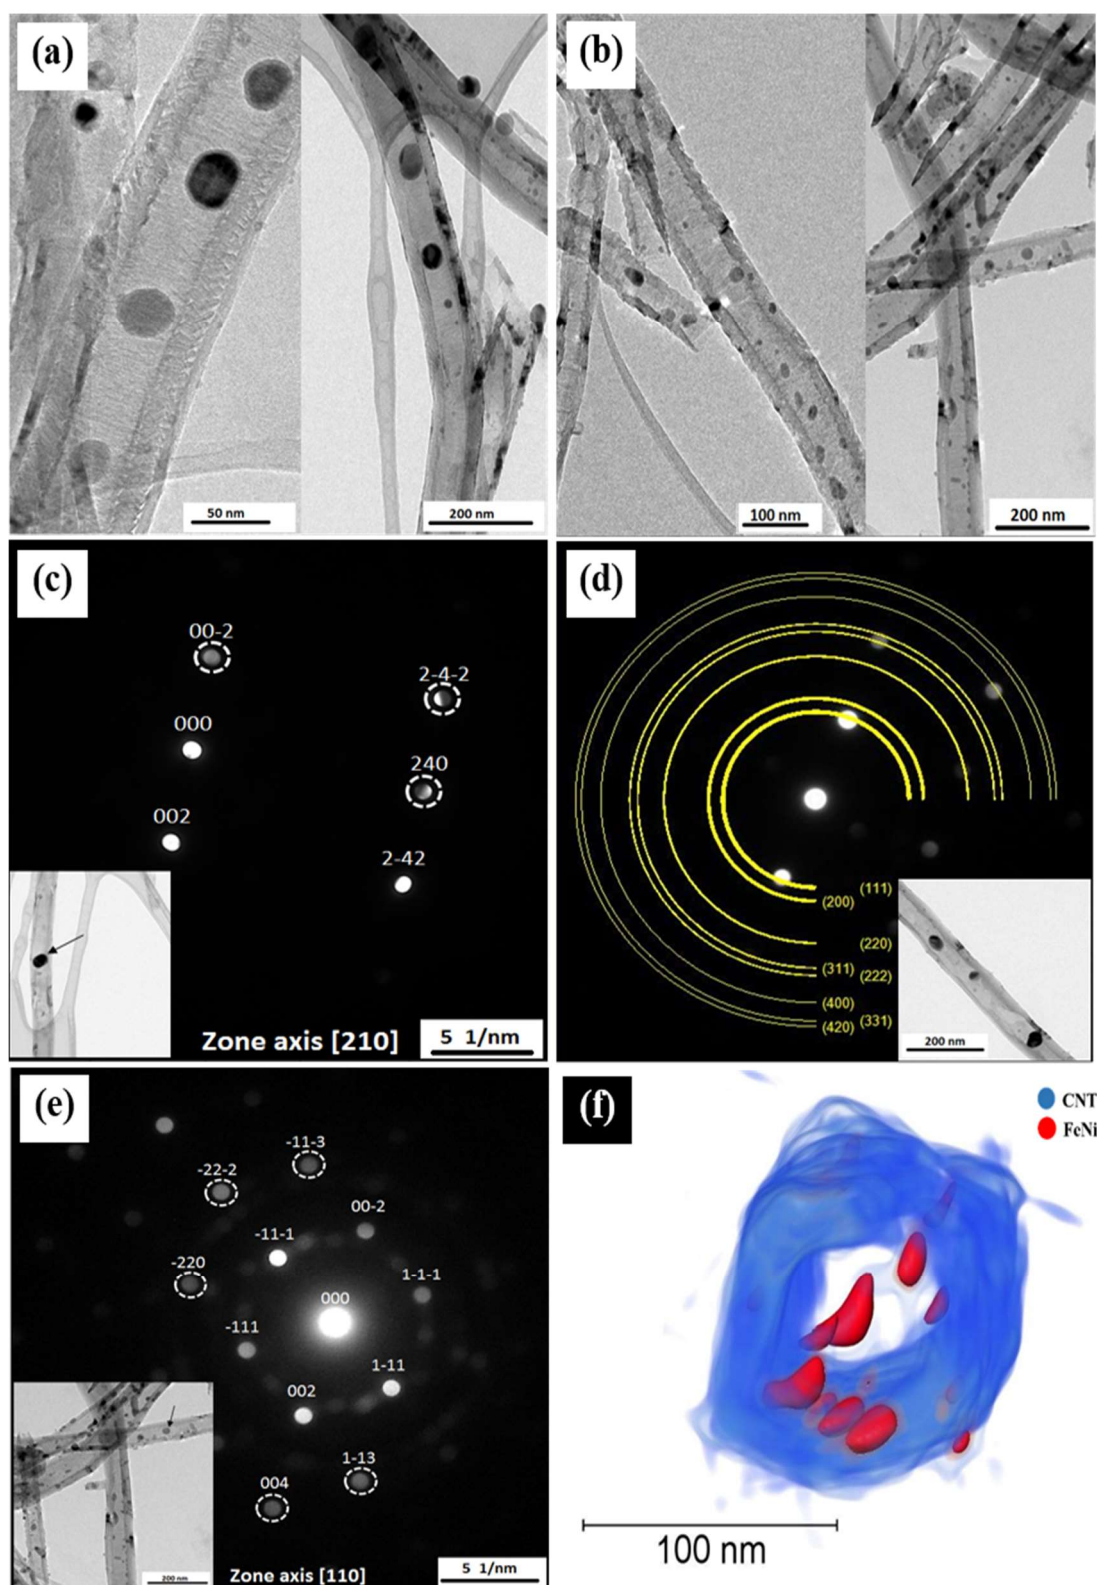 (a)
50 nm
200 nm
(b)
100 nm
200 nm
(c)
00-2
2-4-2
000
240
002
2-42
Zone axis [210]
5 1/nm
(d)
(111)
(200)
(220)
(311)
(222)
(400)
(331)
(420)
200 nm
(e)
-11-3
-22-2
00-2
-11-1
-220
1-1-1
000
-111
1-11
002
1-13
004
200 nm
Zone axis [110]
5 1/nm
(f)
CNT
FeNi
100 nm